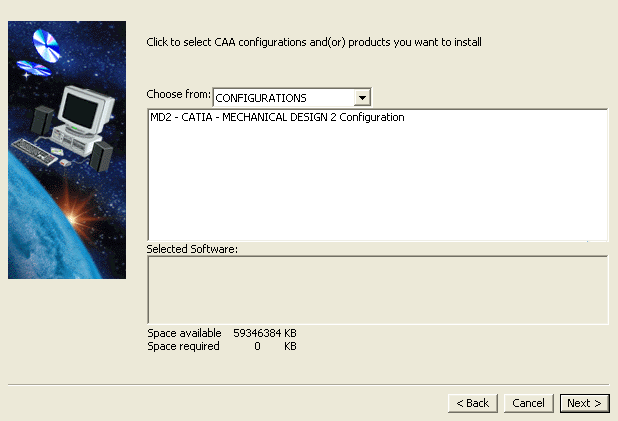 Click to select CAA configurations and(or) products you want to install
Choose from: CONFIGURATIONS
MD2 - CATIA - MECHANICAL DESIGN 2 Configuration
Selected Software:
Space available 59346384 KB
Space required 0 KB
< Back Cancel Next >